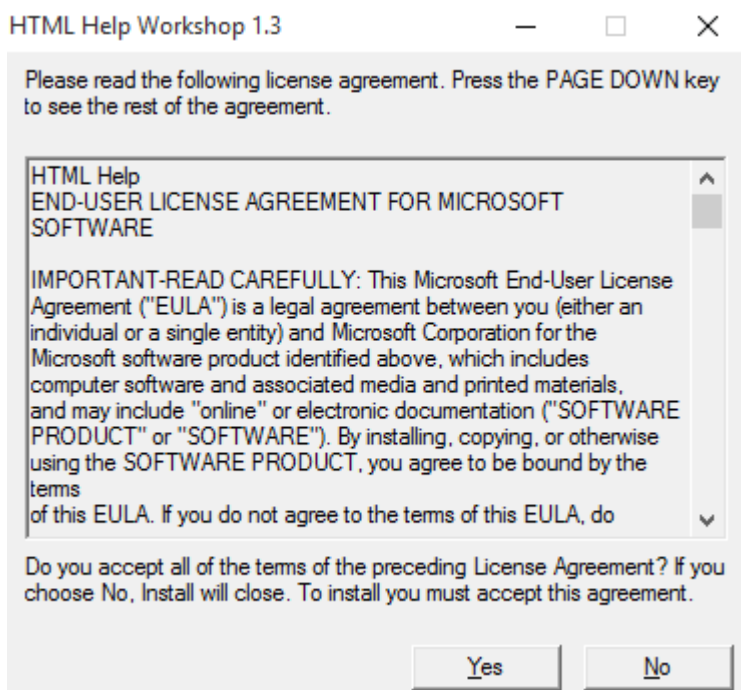 HTML Help Workshop 1.3
Please read the following license agreement. Press the PAGE DOWN key
to see the rest of the agreement.
HTML Help
END-USER LICENSE AGREEMENT FOR MICROSOFT
SOFTWARE
IMPORTANT-READ CAREFULLY: This Microsoft End-User License
Agreement ("EULA") is a legal agreement between you (either an
individual or a single entity) and Microsoft Corporation for the
Microsoft software product identified above, which includes
computer software and associated media and printed materials,
and may include "online" or electronic documentation ("SOFTWARE
PRODUCT" or "SOFTWARE"). By installing, copying, or otherwise
using the SOFTWARE PRODUCT, you agree to be bound by the
terms
of this EULA. If you do not agree to the terms of this EULA, do
Do you accept all of the terms of the preceding License Agreement? If you
choose No, Install will close. To install you must accept this agreement.
Yes
No